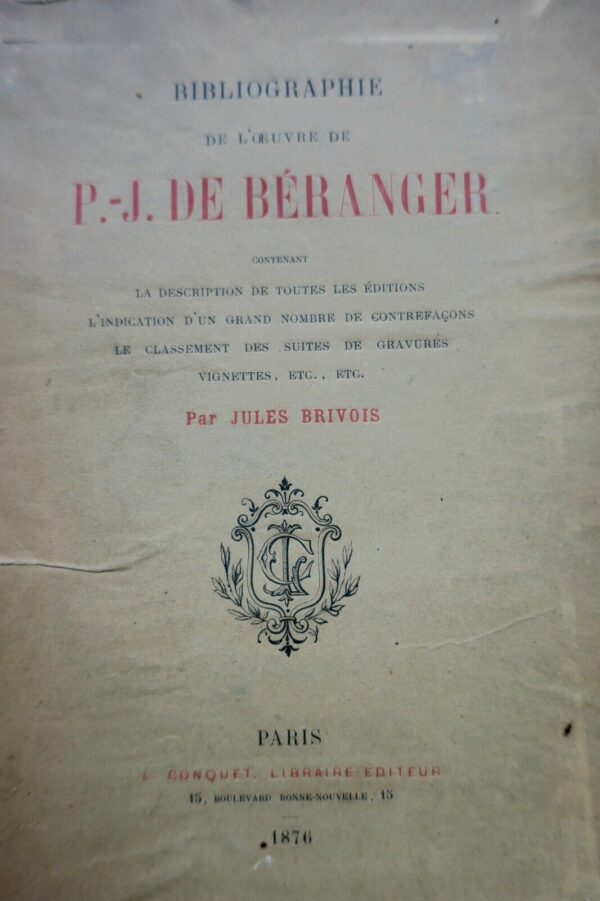 BIBLIOGRAPHIE
DE L'ŒUVRE DE
P.-J. DE BÉRANGER
CONTENANT
LA DESCRIPTION DE TOUTES LES ÉDITIONS
L'INDICATION D'UN GRAND NOMBRE DE CONTREFAÇONS
LE CLASSEMENT DES SUITES DE GRAVURES
VIGNETTES, ETC., ETC.
Par JULES BRIVOIS
PARIS
L. CONQUET, LIBRAIRE-ÉDITEUR
15, BOULEVARD BONNE-NOUVELLE, 15
1876